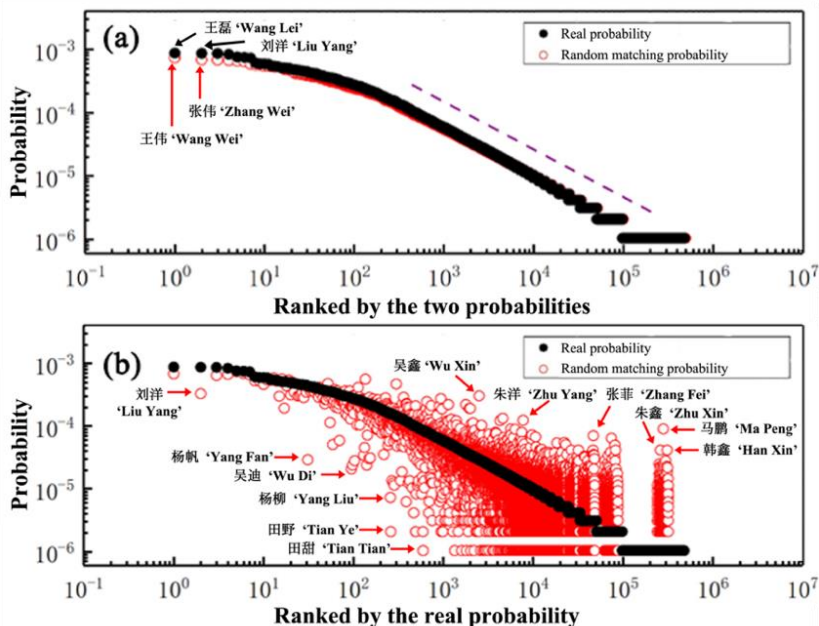 (a)
王磊 ‘Wang Lei’
刘洋 ‘Liu Yang’
张伟 ‘Zhang Wei’
王伟 ‘Wang Wei’
Real probability
Random matching probability
Probability
10⁻³
10⁻⁴
10⁻⁵
10⁻⁶
10⁻¹ 10⁰ 10¹ 10² 10³ 10⁴ 10⁵ 10⁶ 10⁷
Ranked by the two probabilities
(b)
Real probability
Random matching probability
吴鑫 ‘Wu Xin’
朱洋 ‘Zhu Yang’
张菲 ‘Zhang Fei’
朱鑫 ‘Zhu Xin’
马鹏 ‘Ma Peng’
韩鑫 ‘Han Xin’
刘洋
‘Liu Yang’
杨帆 ‘Yang Fan’
吴迪 ‘Wu Di’
杨柳 ‘Yang Liu’
田野 ‘Tian Ye’
田甜 ‘Tian Tian’
Probability
10⁻³
10⁻⁴
10⁻⁵
10⁻⁶
10⁻¹ 10⁰ 10¹ 10² 10³ 10⁴ 10⁵ 10⁶ 10⁷
Ranked by the real probability